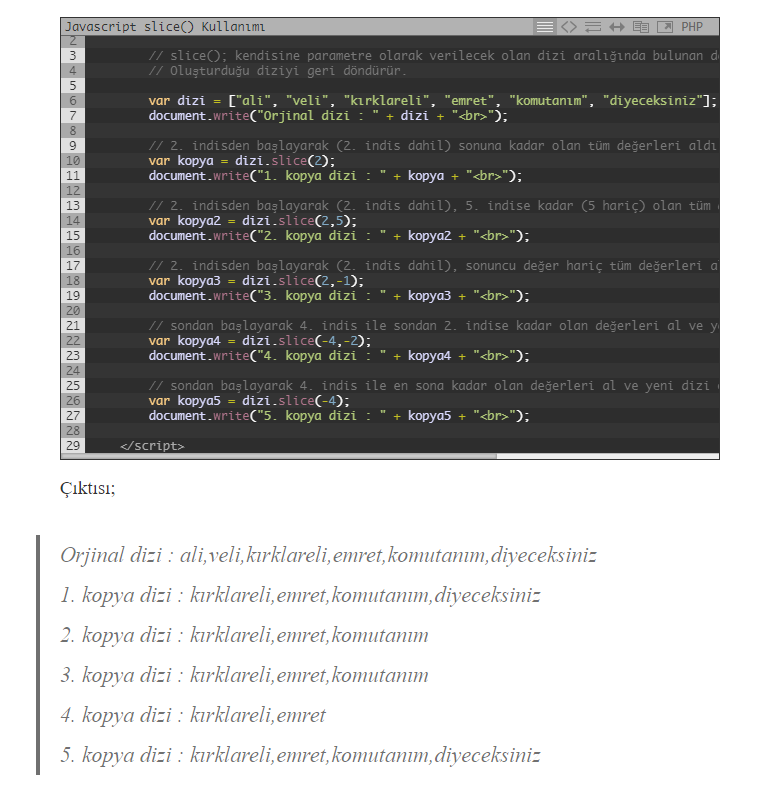 Javascript slice() Kullanımı PHP
2
3 // slice(); kendisine parametre olarak verilecek olan dizi aralığında bulunan
4 // Oluşturduğu diziyi geri döndürür.
5
6 var dizi = ["ali", "veli", "kırklareli", "emret", "komutanım", "diyeceksiniz"];
7 document.write("Orjinal dizi : " + dizi + "<br>");
8
9 // 2. indisden başlayarak (2. indis dahil) sonuna kadar olan tüm değerleri aldı
10 var kopya = dizi.slice(2);
11 document.write("1. kopya dizi : " + kopya + "<br>");
12
13 // 2. indisden başlayarak (2. indis dahil), 5. indise kadar (5 hariç) olan tüm
14 var kopya2 = dizi.slice(2,5);
15 document.write("2. kopya dizi : " + kopya2 + "<br>");
16
17 // 2. indisden başlayarak (2. indis dahil), sonuncu değer hariç tüm değerleri a
18 var kopya3 = dizi.slice(2,-1);
19 document.write("3. kopya dizi : " + kopya3 + "<br>");
20
21 // sondan başlayarak 4. indis ile sondan 2. indise kadar olan değerleri al ve y
22 var kopya4 = dizi.slice(-4,-2);
23 document.write("4. kopya dizi : " + kopya4 + "<br>");
24
25 // sondan başlayarak 4. indis ile en sona kadar olan değerleri al ve yeni dizi
26 var kopya5 = dizi.slice(-4);
27 document.write("5. kopya dizi : " + kopya5 + "<br>");
28
29 </script>
Çıktısı;
Orjinal dizi : ali,veli,kırklareli,emret,komutanım,diyeceksiniz
1. kopya dizi : kırklareli,emret,komutanım,diyeceksiniz
2. kopya dizi : kırklareli,emret,komutanım
3. kopya dizi : kırklareli,emret,komutanım
4. kopya dizi : kırklareli,emret
5. kopya dizi : kırklareli,emret,komutanım,diyeceksiniz